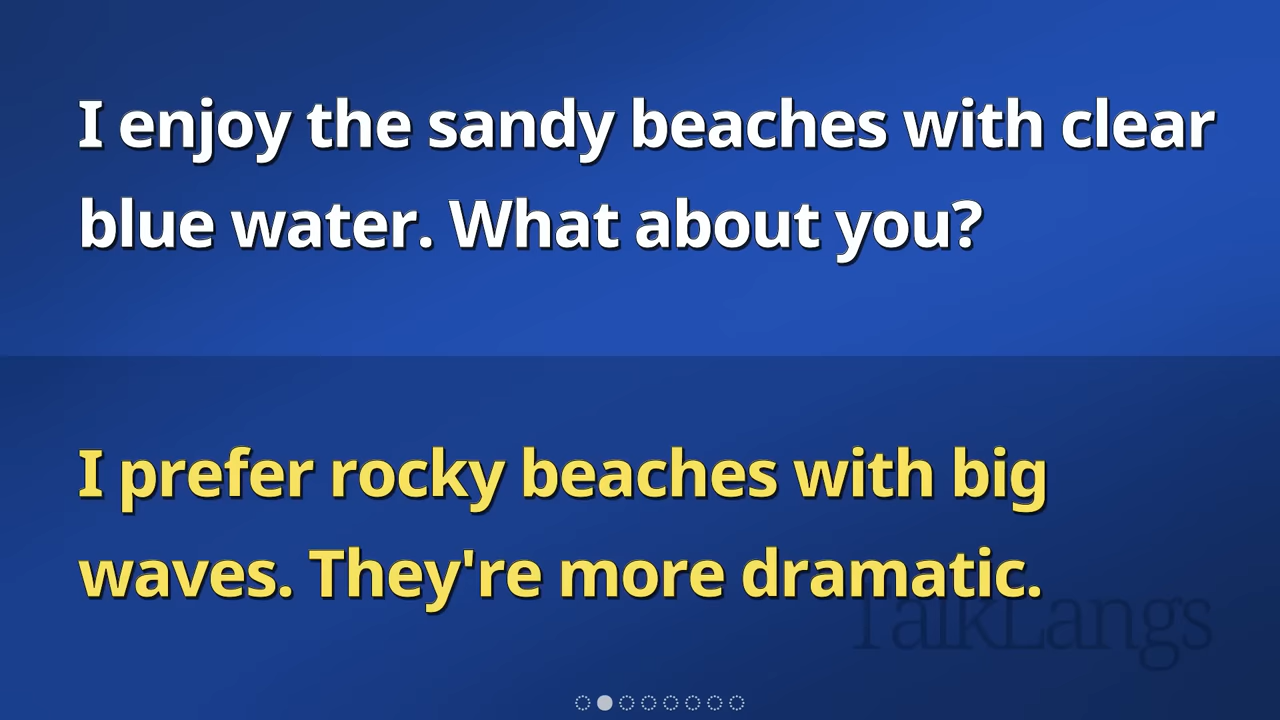 I enjoy the sandy beaches with clear
blue water. What about you?
I prefer rocky beaches with big
waves. They're more dramatic.
TalkLangs